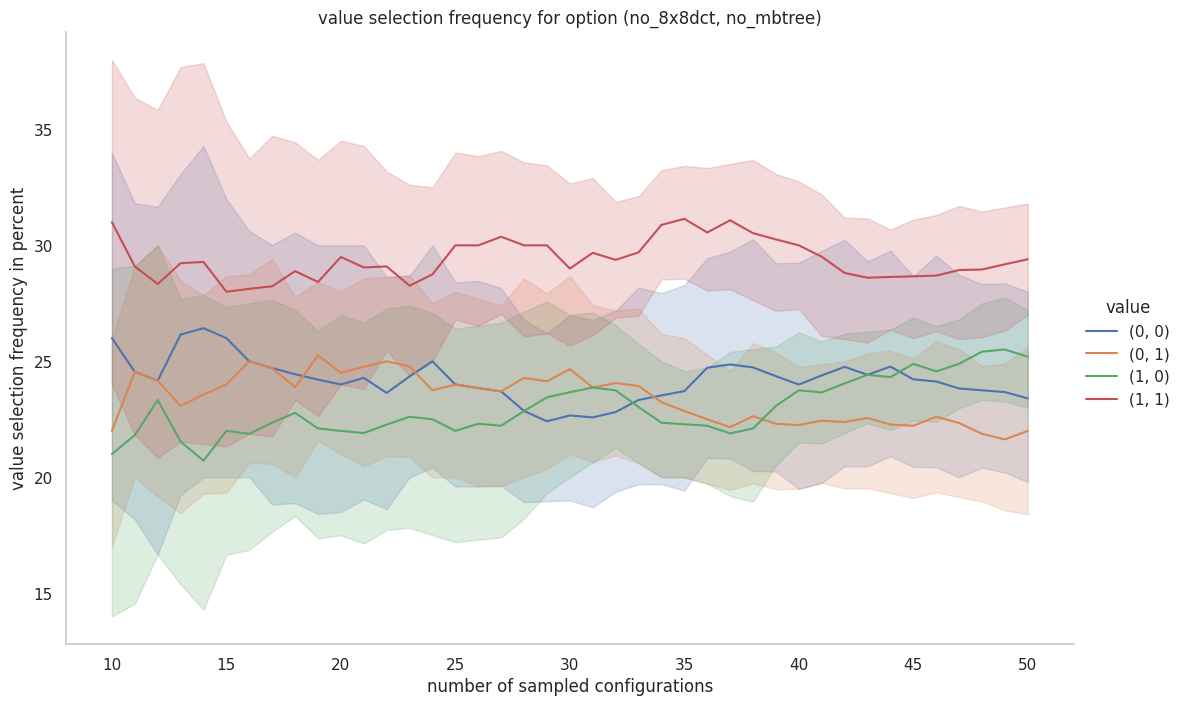 value selection frequency for option (no_8x8dct, no_mbtree)
value selection frequency in percent
35
30
25
20
15
10 15 20 25 30 35 40 45 50
number of sampled configurations
value
(0, 0)
(0, 1)
(1, 0)
(1, 1)